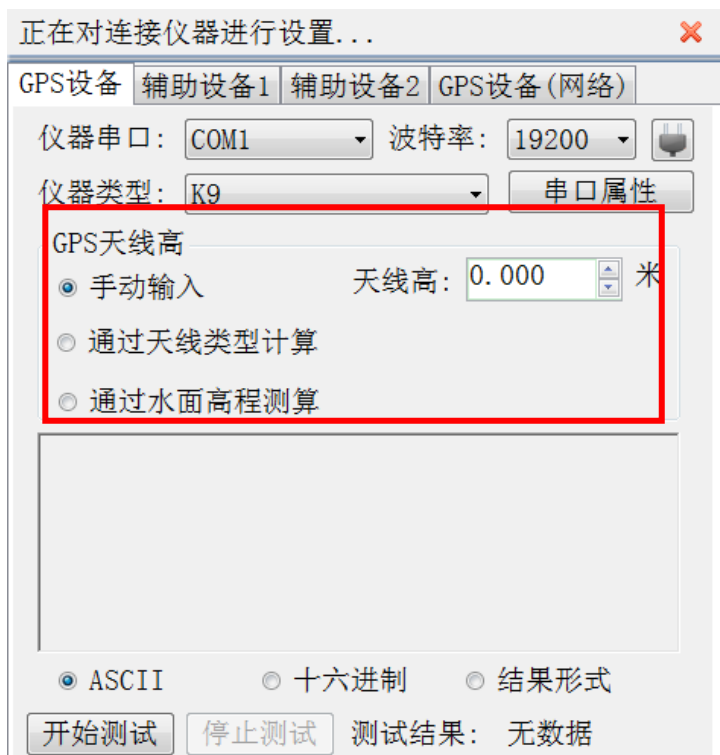 正在对连接仪器进行设置...
GPS设备 辅助设备1 辅助设备2 GPS设备(网络)
仪器串口: COM1 波特率: 19200
仪器类型: K9 串口属性
GPS天线高
手动输入 天线高: 0.000 米
通过天线类型计算
通过水面高程测算
ASCII 十六进制 结果形式
开始测试 停止测试 测试结果: 无数据